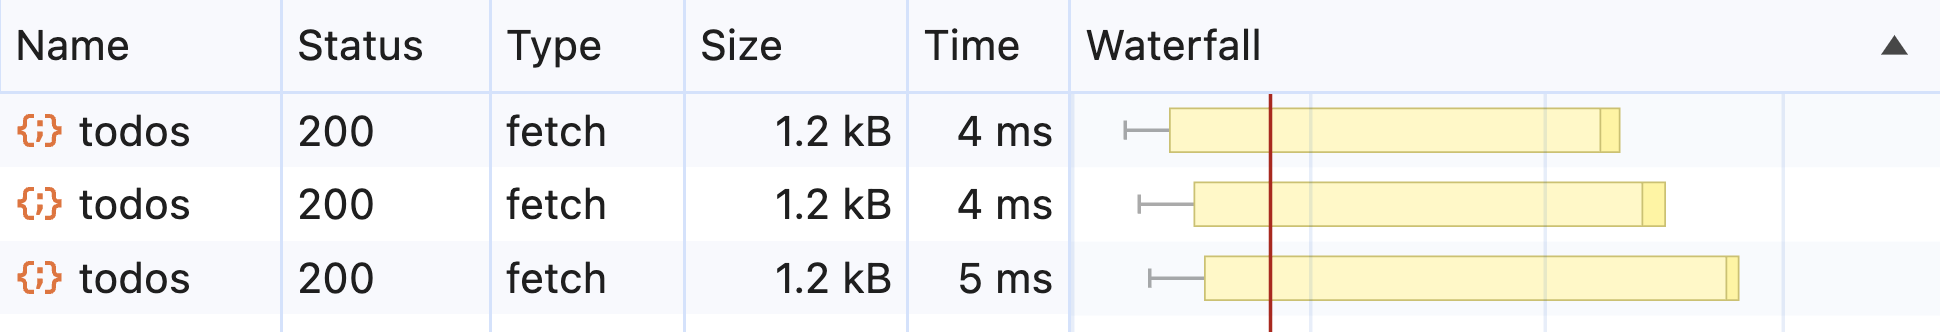 Name Status Type Size Time Waterfall ▲
{;} todos 200 fetch 1.2 kB 4 ms
{;} todos 200 fetch 1.2 kB 4 ms
{;} todos 200 fetch 1.2 kB 5 ms